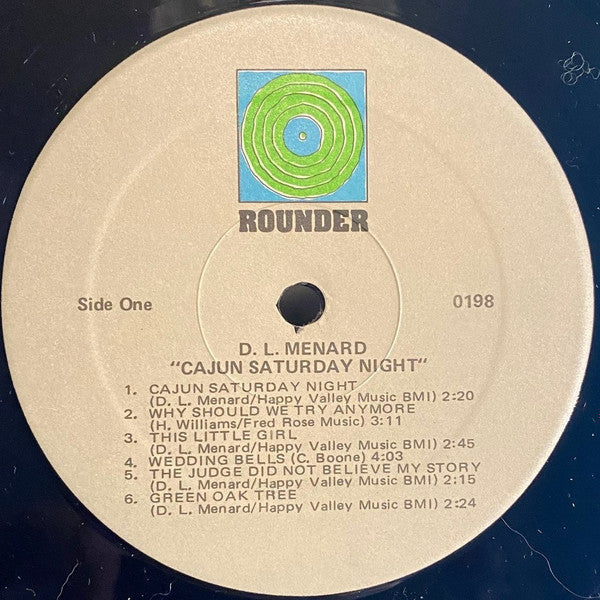 ROUNDER
Side One
0198
D. L. MENARD
"CAJUN SATURDAY NIGHT"
1. CAJUN SATURDAY NIGHT
(D. L. Menard/Happy Valley Music BMI) 2:20
2. WHY SHOULD WE TRY ANYMORE
(H. Williams/Fred Rose Music) 3:11
3. THIS LITTLE GIRL
(D. L. Menard/Happy Valley Music BMI) 2:45
4. WEDDING BELLS (C. Boone) 4:03
5. THE JUDGE DID NOT BELIEVE MY STORY
(D. L. Menard/Happy Valley Music BMI) 2:15
6. GREEN OAK TREE
(D. L. Menard/Happy Valley Music BMI) 2:24